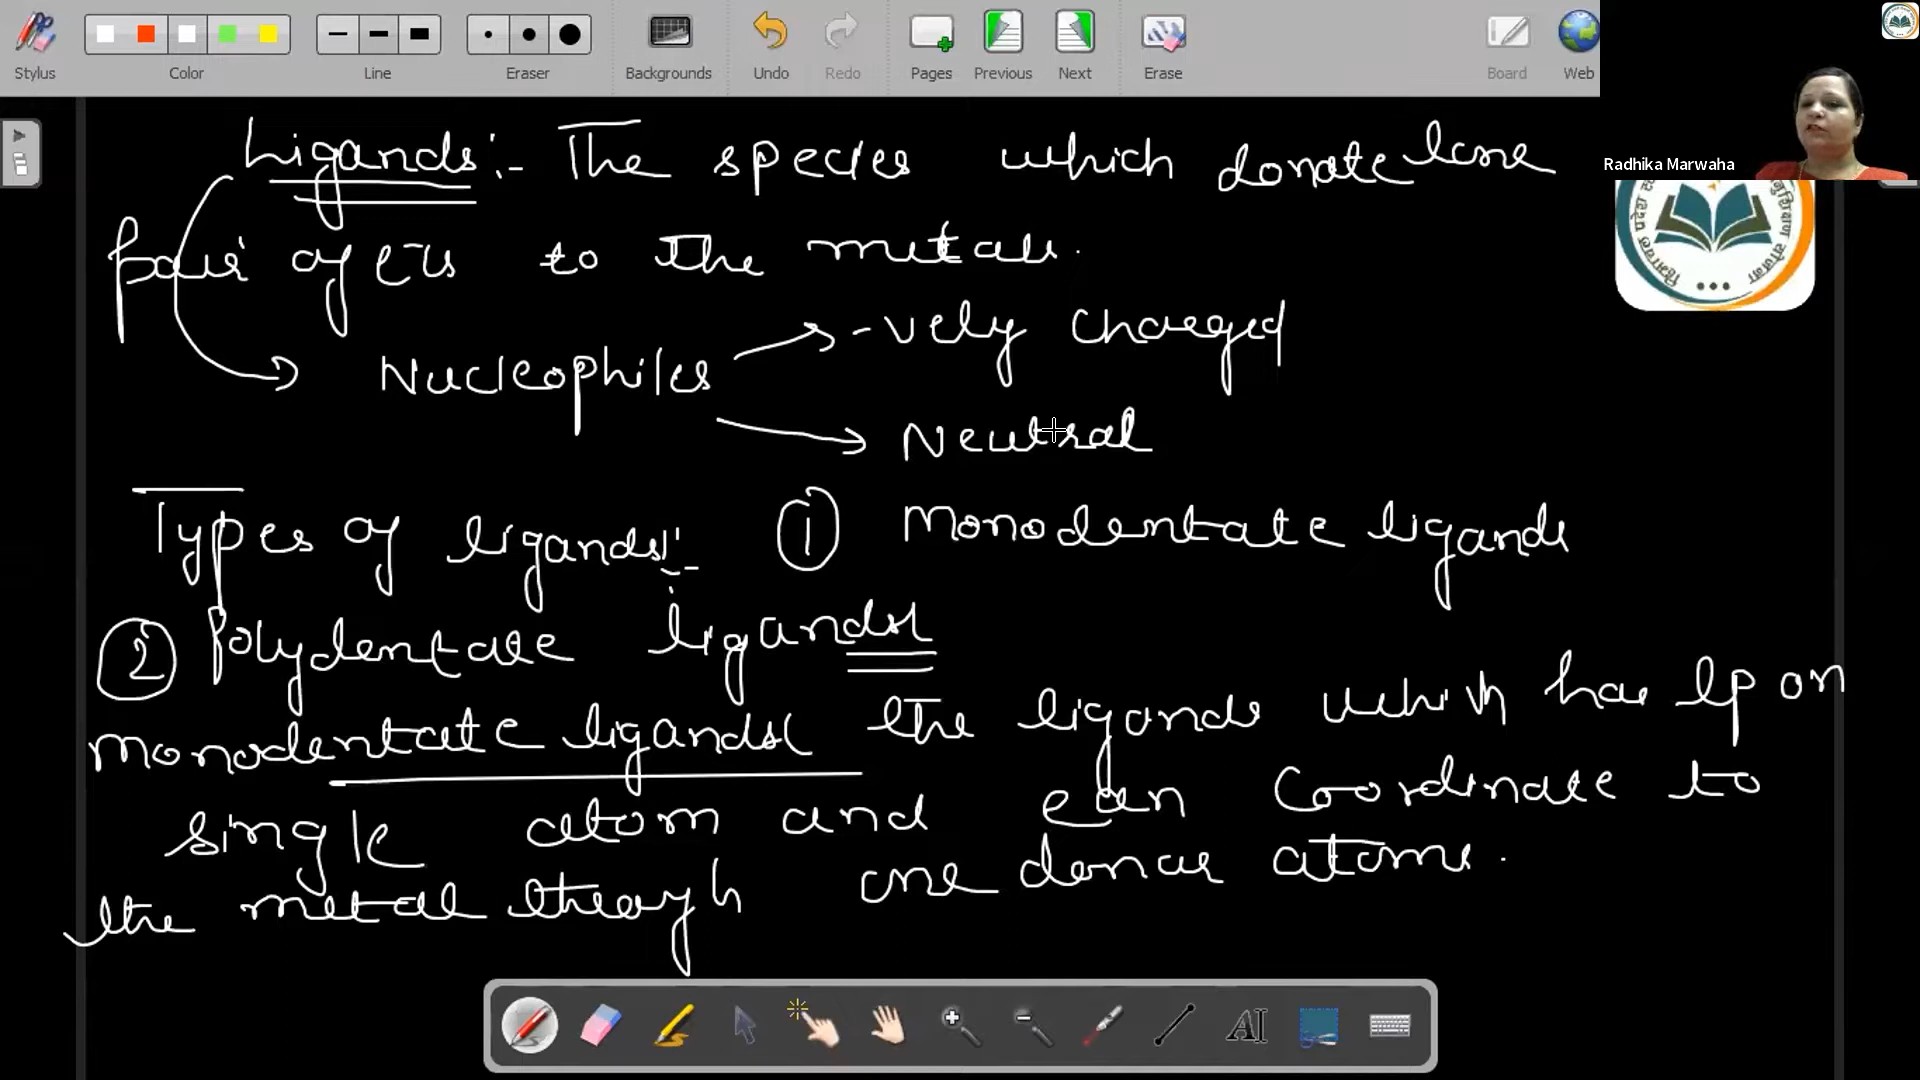 Stylus Color Line Eraser Backgrounds Undo Redo Pages Previous Next Erase Board Web
Radhika Marwaha
Ligands:- The species which donate lone
pair of e-s to the metal.
Nucleophiles → -vely charged
→ Neutral
Types of ligands:- ① Monodentate ligands
② Polydentate ligands:
Monodentate ligands: the ligands which has lp on
single atom and can coordinate to
the metal through one donar atoms.